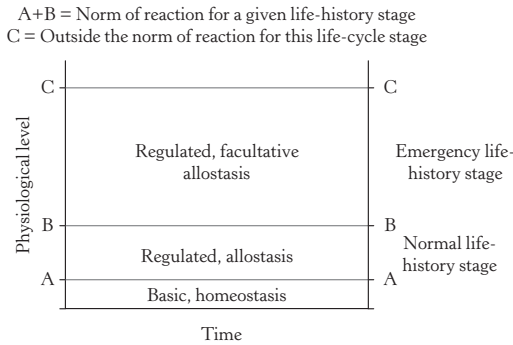 A+B = Norm of reaction for a given life-history stage
C = Outside the norm of reaction for this life-cycle stage
C
C
Regulated, facultative
allostasis
Emergency life-
history stage
Physiological level
B
B
Regulated, allostasis
Normal life-
history stage
A
A
Basic, homeostasis
Time